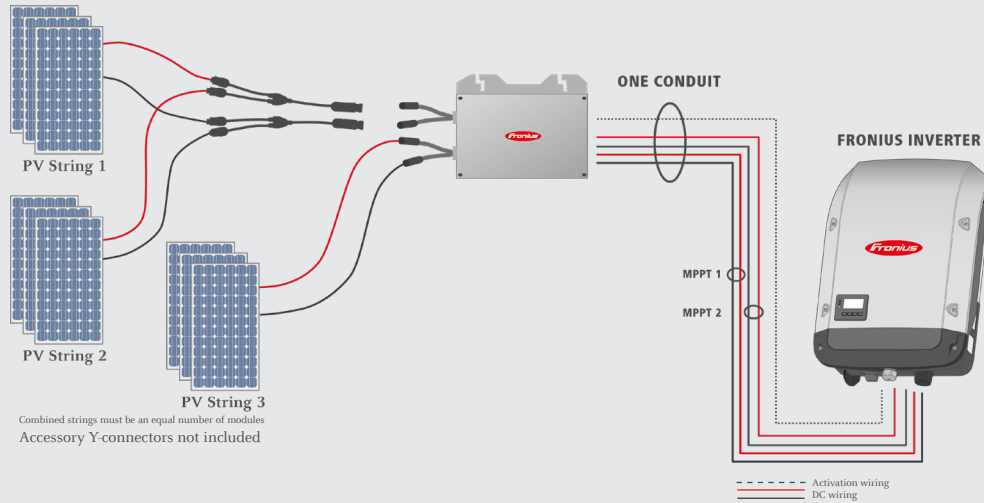 PV String 1
PV String 2
PV String 3
Combined strings must be an equal number of modules
Accessory Y-connectors not included
Fronius
ONE CONDUIT
FRONIUS INVERTER
Fronius
MPPT 1
MPPT 2
Activation wiring
DC wiring